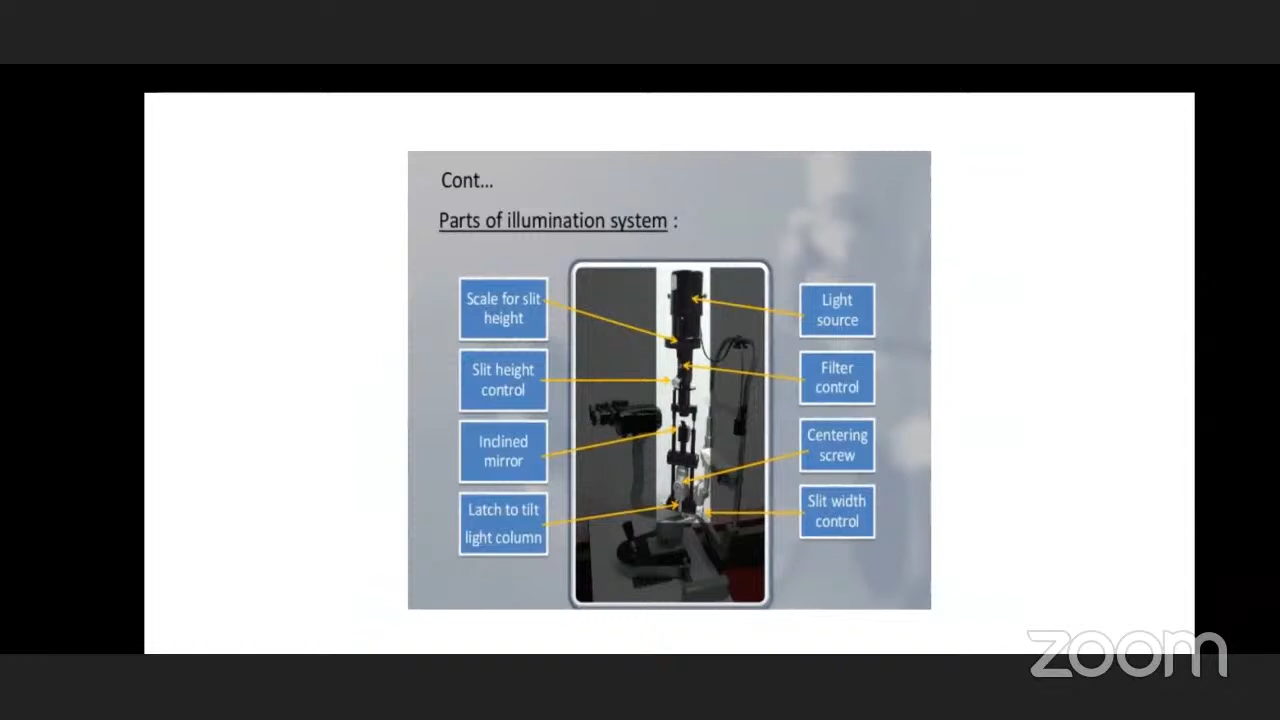 Cont...
Parts of illumination system :
Scale for slit
height
Slit height
control
Inclined
mirror
Latch to tilt
light column
Light
source
Filter
control
Centering
screw
Slit width
control
zoom